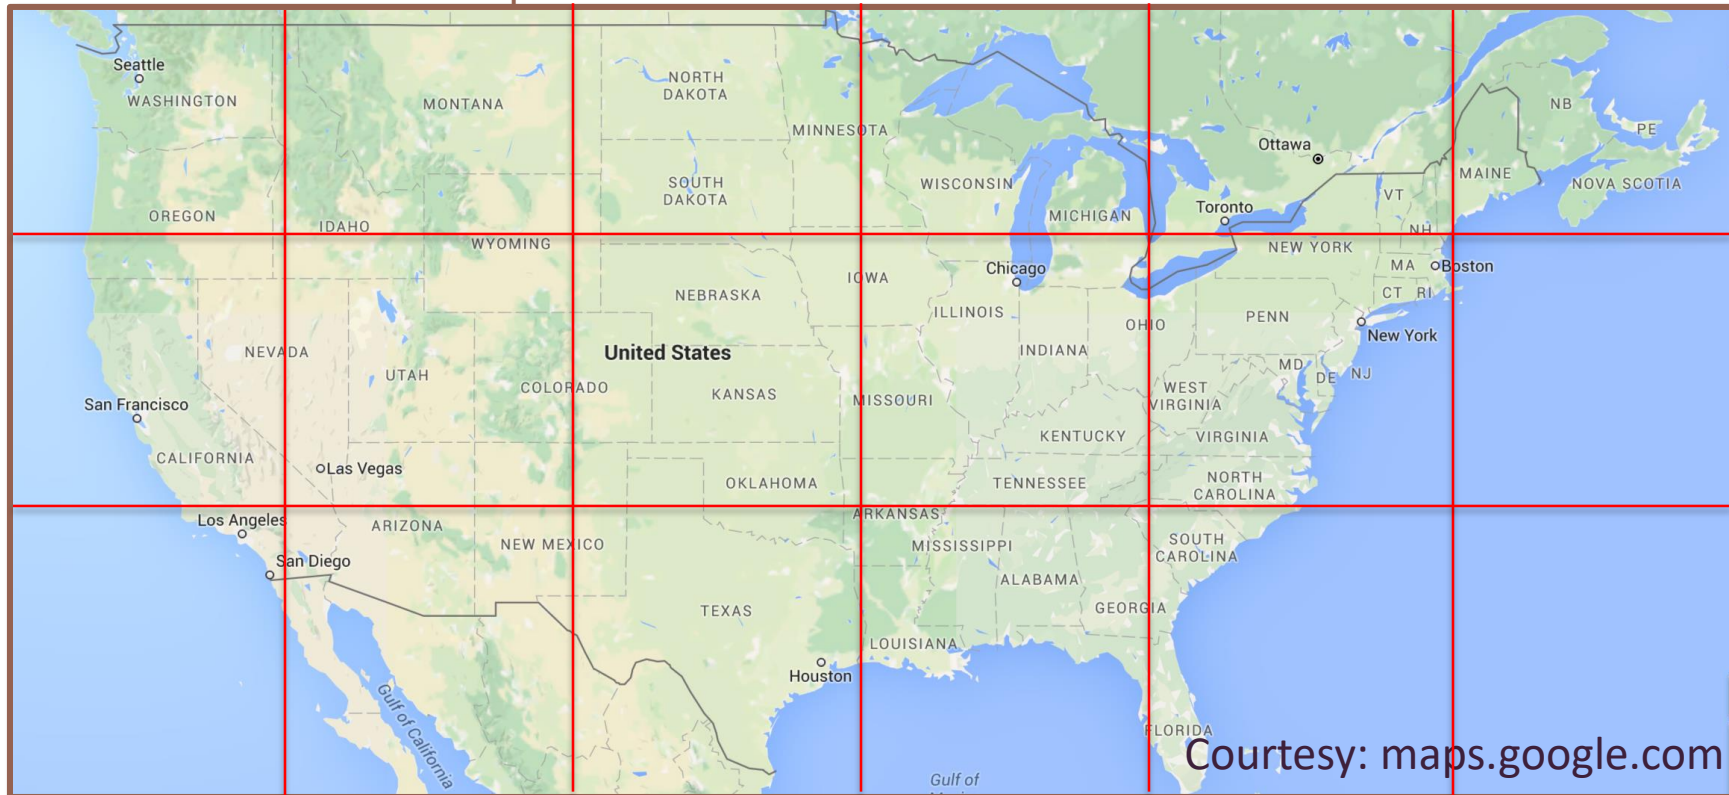 Seattle
WASHINGTON
MONTANA
NORTH
DAKOTA
MINNESOTA
Ottawa
NB
PE
SOUTH
DAKOTA
WISCONSIN
MICHIGAN
Toronto
VT
MAINE
NOVA SCOTIA
OREGON
IDAHO
WYOMING
NH
NEW YORK
IOWA
Chicago
MA
Boston
NEBRASKA
ILLINOIS
CT
RI
OHIO
PENN
New York
NEVADA
United States
INDIANA
UTAH
COLORADO
KANSAS
MISSOURI
WEST
VIRGINIA
MD
DE
NJ
San Francisco
CALIFORNIA
Las Vegas
KENTUCKY
VIRGINIA
OKLAHOMA
TENNESSEE
NORTH
CAROLINA
Los Angeles
ARIZONA
ARKANSAS
San Diego
NEW MEXICO
MISSISSIPPI
ALABAMA
SOUTH
CAROLINA
TEXAS
GEORGIA
LOUISIANA
Houston
Gulf of California
FLORIDA
Gulf of
Courtesy: maps.google.com